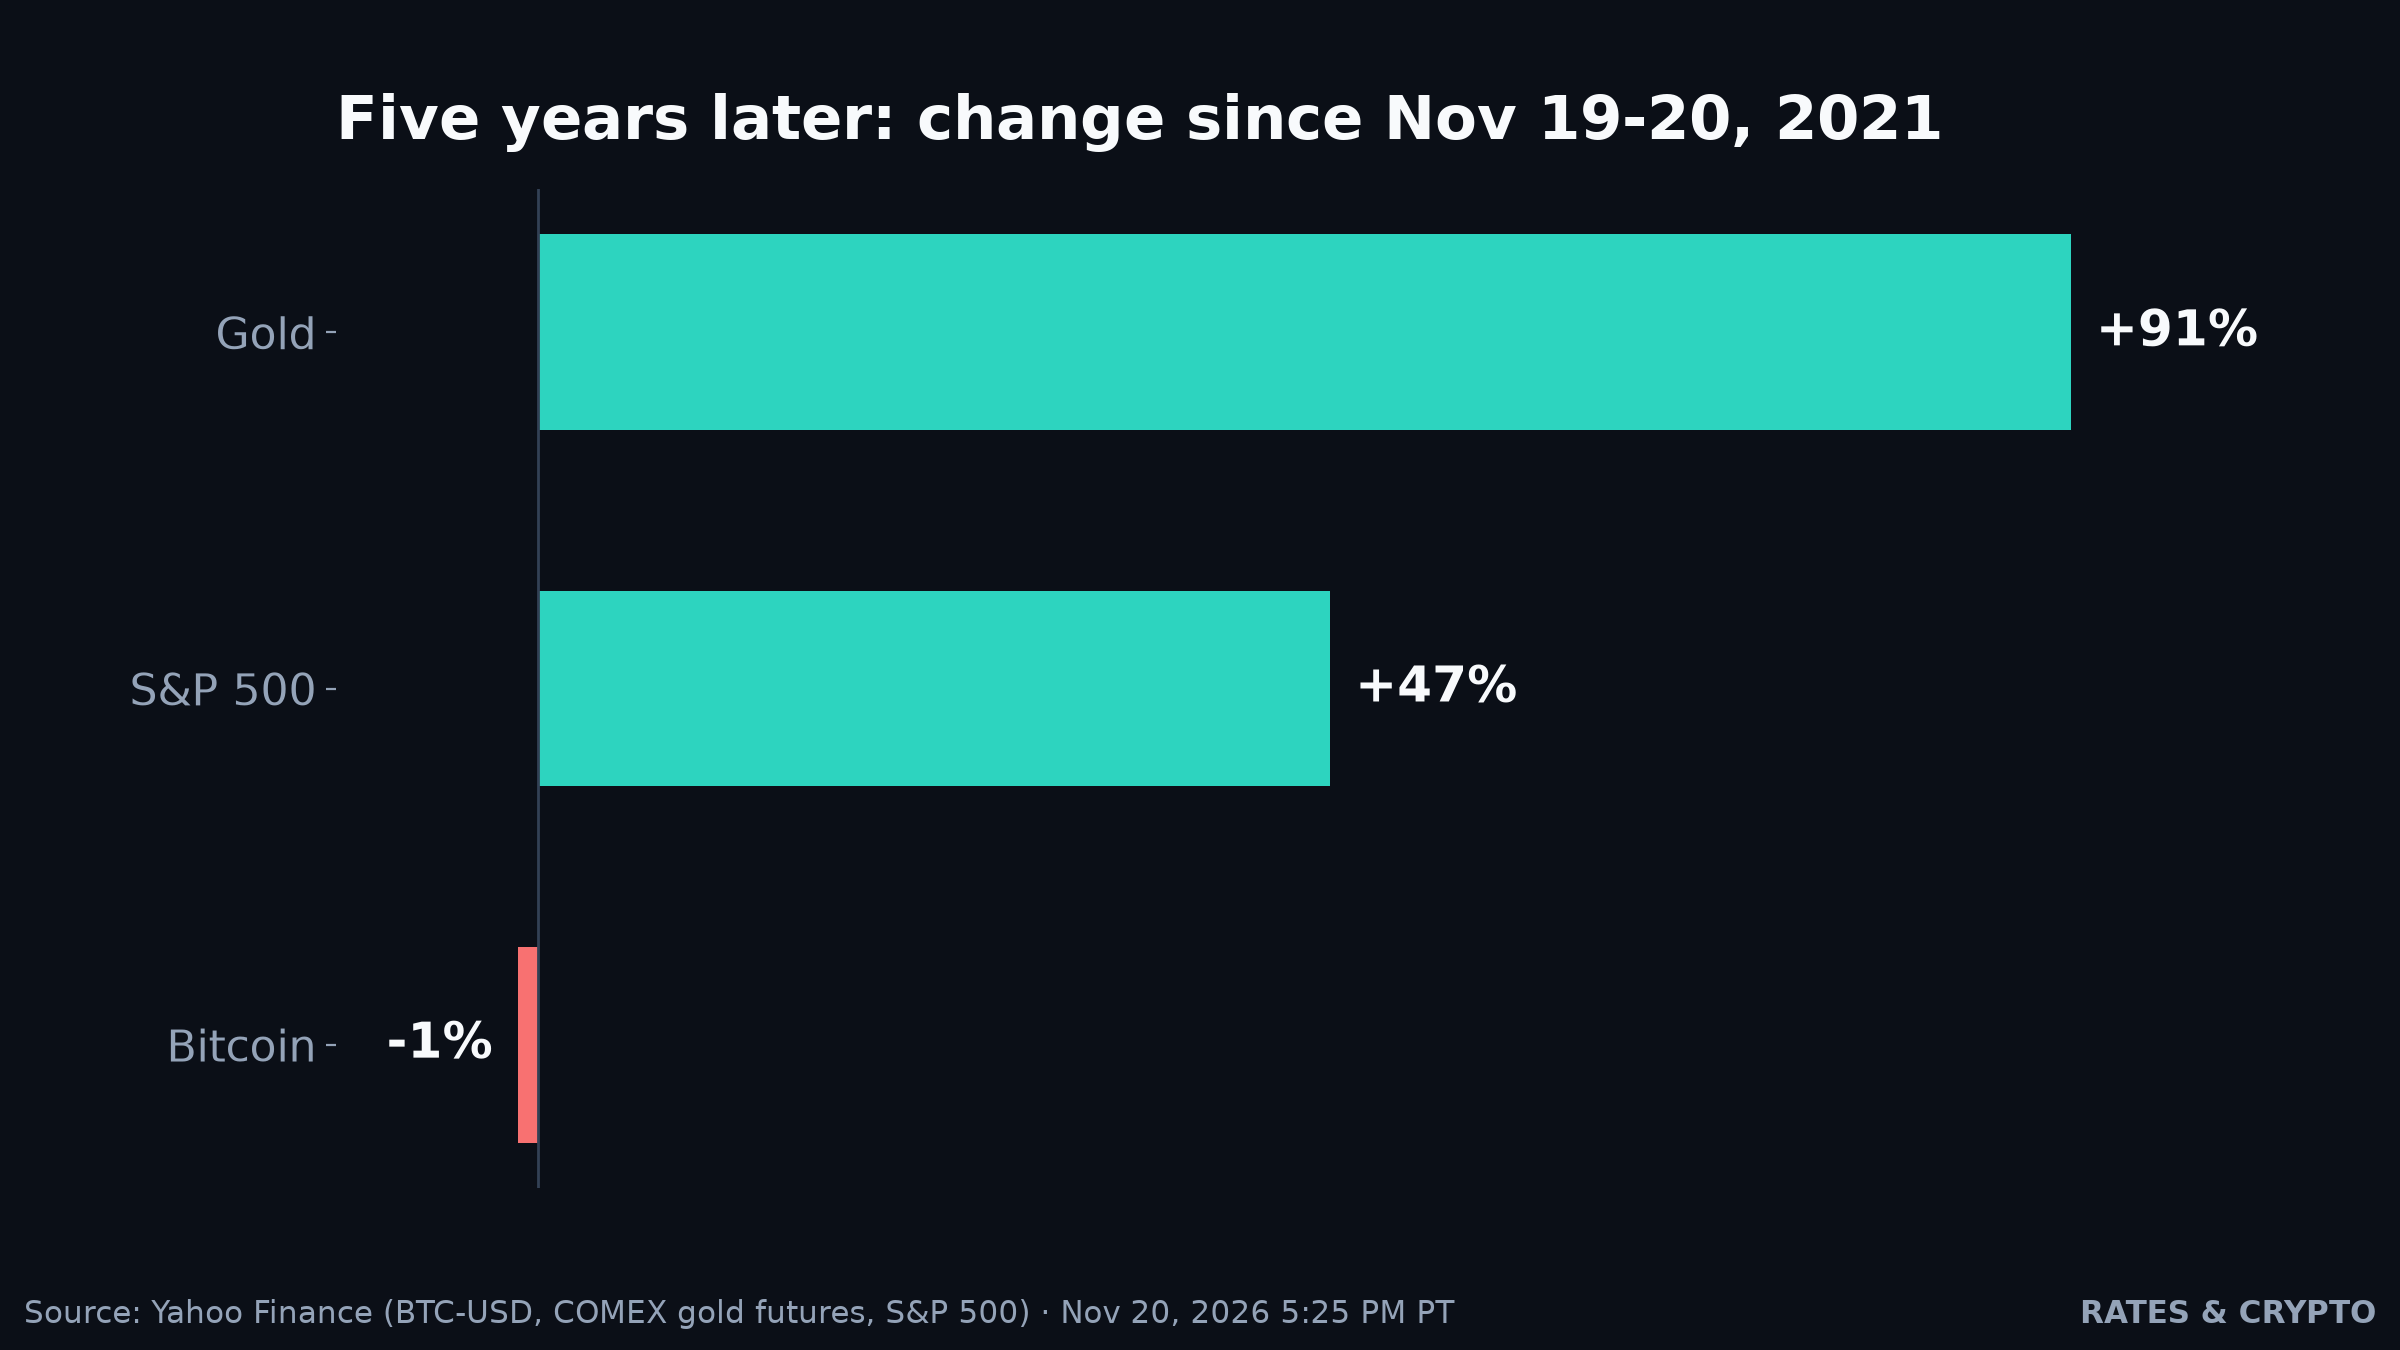 Five years later: change since Nov 19-20, 2021
Gold
+91%
S&P 500
+47%
Bitcoin
-1%
Source: Yahoo Finance (BTC-USD, COMEX gold futures, S&P 500) · Nov 20, 2026 5:25 PM PT
RATES & CRYPTO